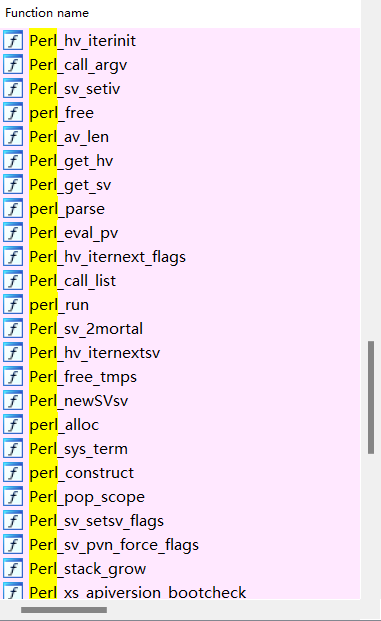 Function name
Perl_hv_iterinit
Perl_call_argv
Perl_sv_setiv
perl_free
Perl_av_len
Perl_get_hv
Perl_get_sv
perl_parse
Perl_eval_pv
Perl_hv_iternext_flags
Perl_call_list
perl_run
Perl_sv_2mortal
Perl_hv_iternextsv
Perl_free_tmps
Perl_newSVsv
perl_alloc
Perl_sys_term
perl_construct
Perl_pop_scope
Perl_sv_setsv_flags
Perl_sv_pvn_force_flags
Perl_stack_grow
Perl_xs_apiversion_bootcheck